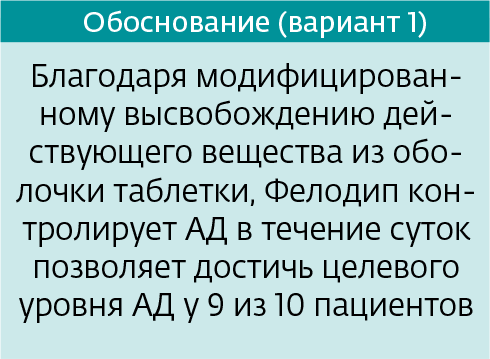 Обоснование (вариант 1)
Благодаря модифицирован-
ному высвобождению дей-
ствующего вещества из обо-
лочки таблетки, Фелодип кон-
тролирует АД в течение суток
позволяет достичь целевого
уровня АД у 9 из 10 пациентов